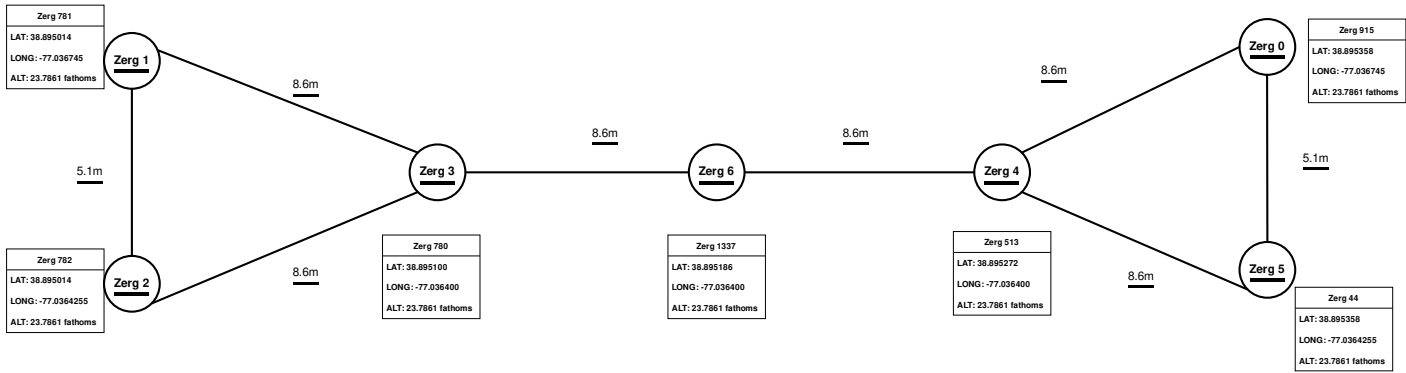 Zerg 781
LAT: 38.895014
LONG: -77.036745
ALT: 23.7861 fathoms
Zerg 1
8.6m
5.1m
Zerg 782
LAT: 38.895014
LONG: -77.0364255
ALT: 23.7861 fathoms
Zerg 2
8.6m
Zerg 3
Zerg 780
LAT: 38.895100
LONG: -77.036400
ALT: 23.7861 fathoms
8.6m
Zerg 6
Zerg 1337
LAT: 38.895186
LONG: -77.036400
ALT: 23.7861 fathoms
8.6m
Zerg 4
Zerg 513
LAT: 38.895272
LONG: -77.036400
ALT: 23.7861 fathoms
8.6m
Zerg 0
Zerg 915
LAT: 38.895358
LONG: -77.036745
ALT: 23.7861 fathoms
5.1m
8.6m
Zerg 5
Zerg 44
LAT: 38.895358
LONG: -77.0364255
ALT: 23.7861 fathoms